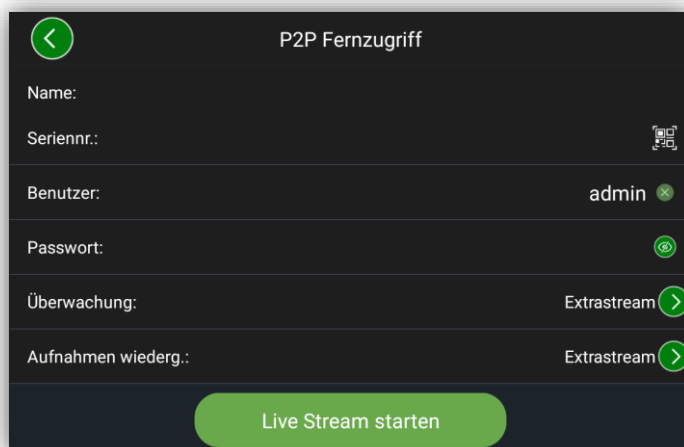 P2P Fernzugriff
Name:
Seriennr.:
Benutzer: admin
Passwort:
Überwachung: Extrastream
Aufnahmen wiederg.: Extrastream
Live Stream starten